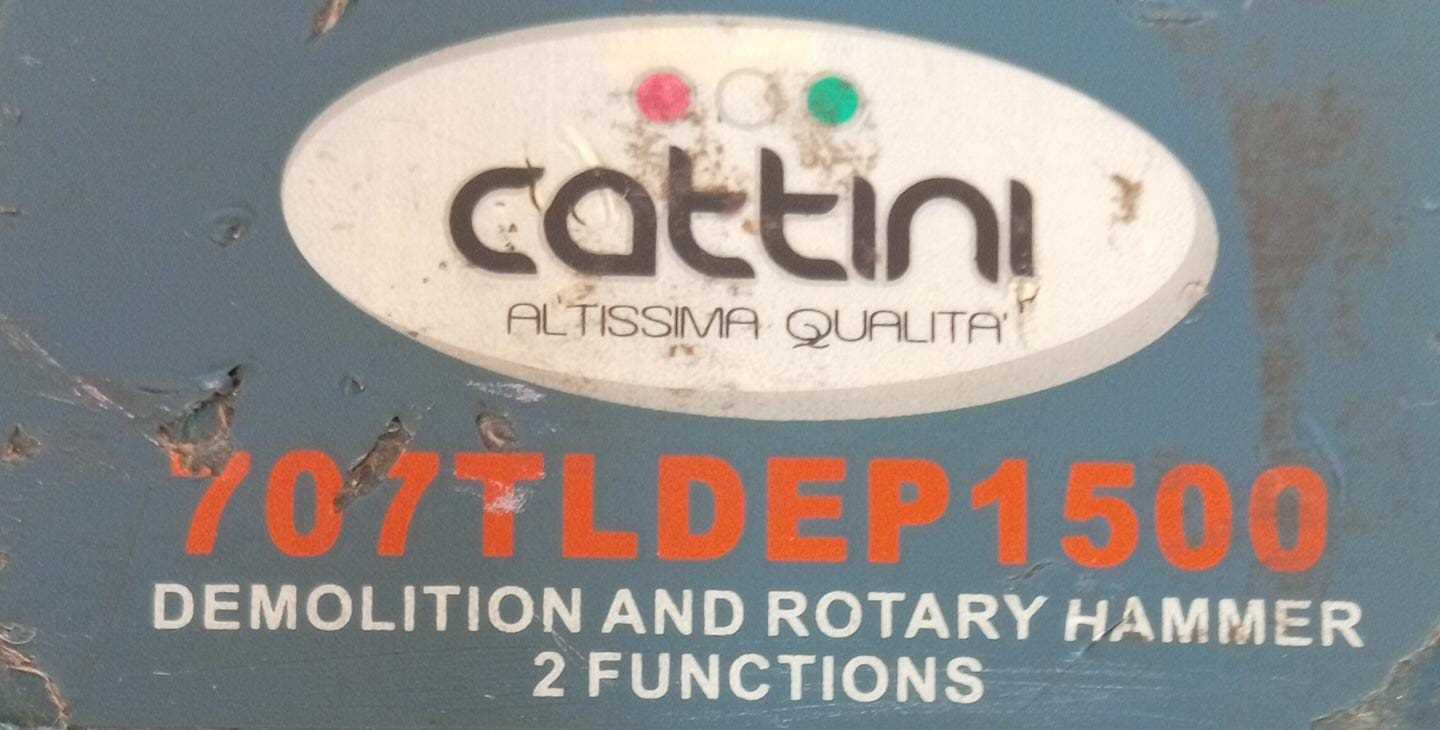 cattini
ALTISSIMA QUALITA'
707TLDEP1500
DEMOLITION AND ROTARY HAMMER
2 FUNCTIONS